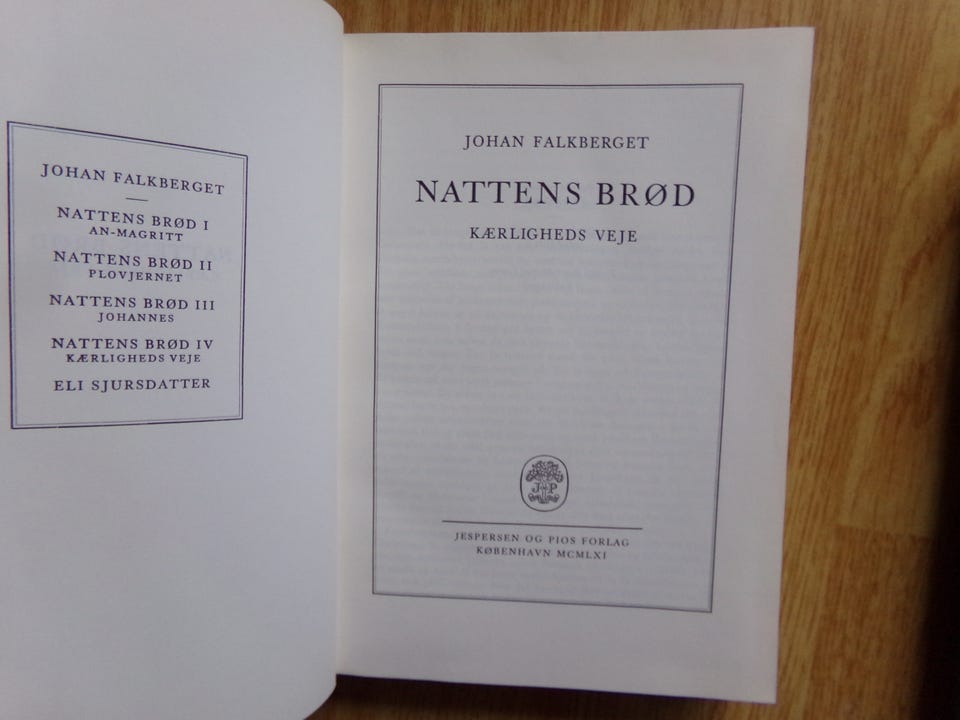 JOHAN FALKBERGET
NATTENS BRØD I
AN-MAGRITT
NATTENS BRØD II
PLOVJERNET
NATTENS BRØD III
JOHANNES
NATTENS BRØD IV
KÆRLIGHEDS VEJE
ELI SJURSDATTER
JOHAN FALKBERGET
NATTENS BRØD
KÆRLIGHEDS VEJE
J P
JESPERSEN OG PIOS FORLAG
KØBENHAVN MCMLXI